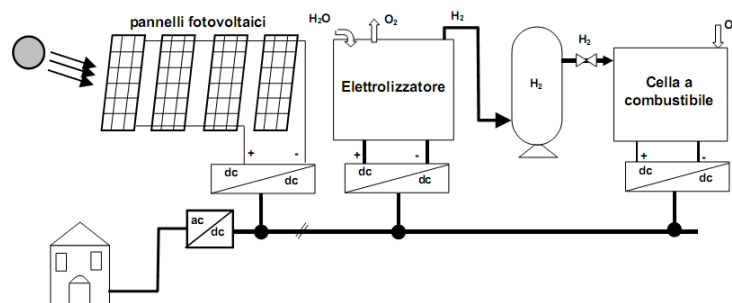 pannelli fotovoltaici
H₂O
O₂
H₂
H₂
O
Elettrolizzatore
H₂
Cella a
combustibile
+ -
+ -
+ -
dc
dc
dc
dc
dc
dc
ac
dc